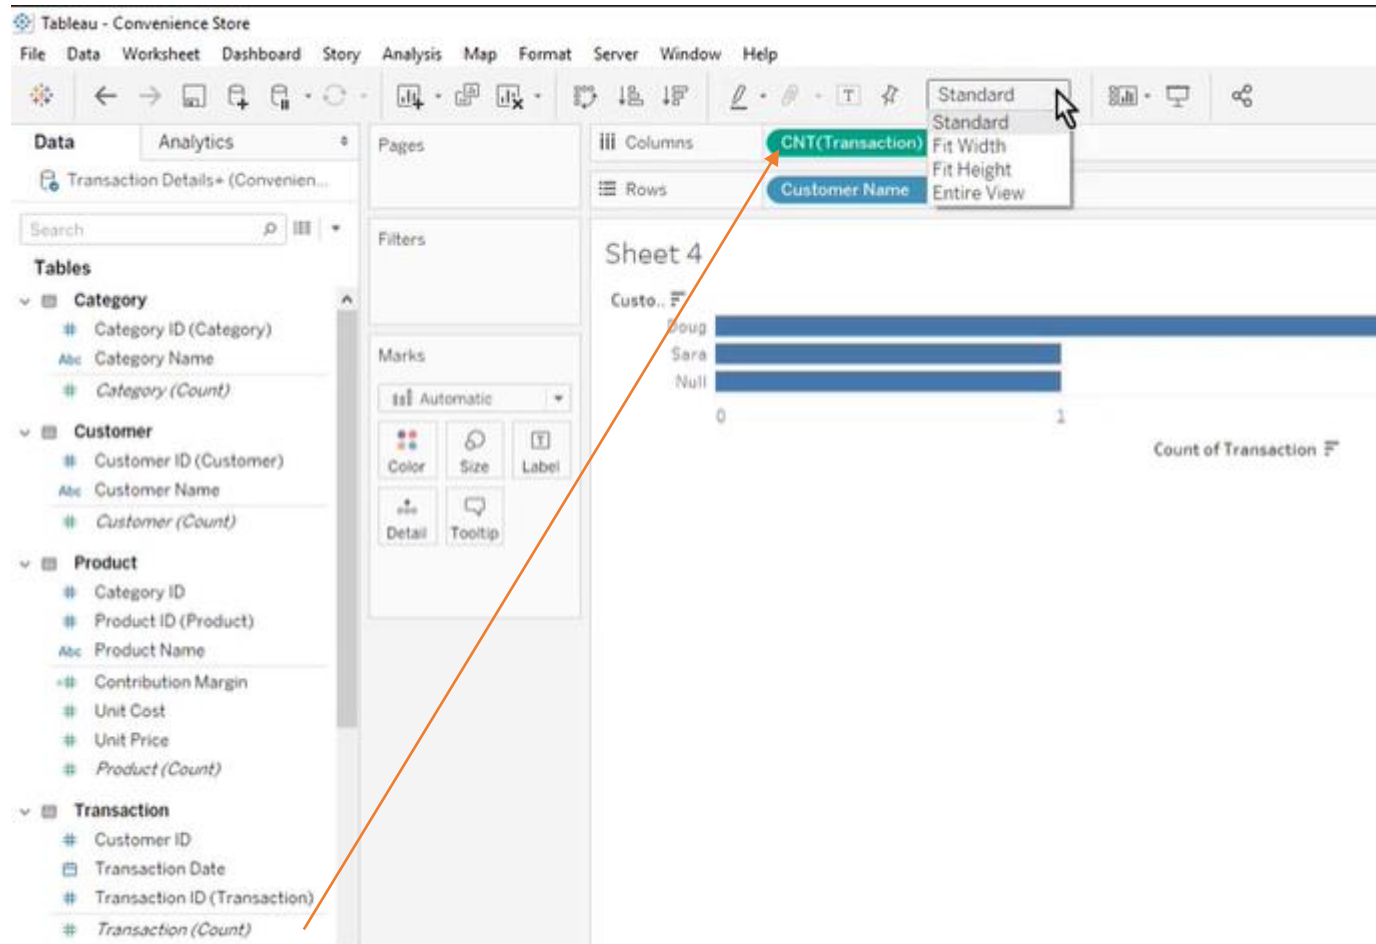 Tableau - Convenience Store
File Data Worksheet Dashboard Story Analysis Map Format Server Window Help
Standard
Standard
Fit Width
Fit Height
Entire View
Data Analytics
Transaction Details+ (Convenien...
Search
Tables
Category
# Category ID (Category)
Abc Category Name
# Category (Count)
Customer
# Customer ID (Customer)
Abc Customer Name
# Customer (Count)
Product
# Category ID
# Product ID (Product)
Abc Product Name
=# Contribution Margin
# Unit Cost
# Unit Price
# Product (Count)
Transaction
# Customer ID
Transaction Date
# Transaction ID (Transaction)
# Transaction (Count)
Pages
Filters
Marks
Automatic
Color Size Label
Detail Tooltip
Columns CNT(Transaction)
Rows Customer Name
Sheet 4
Custo..
Doug
Sara
Null
0 1
Count of Transaction